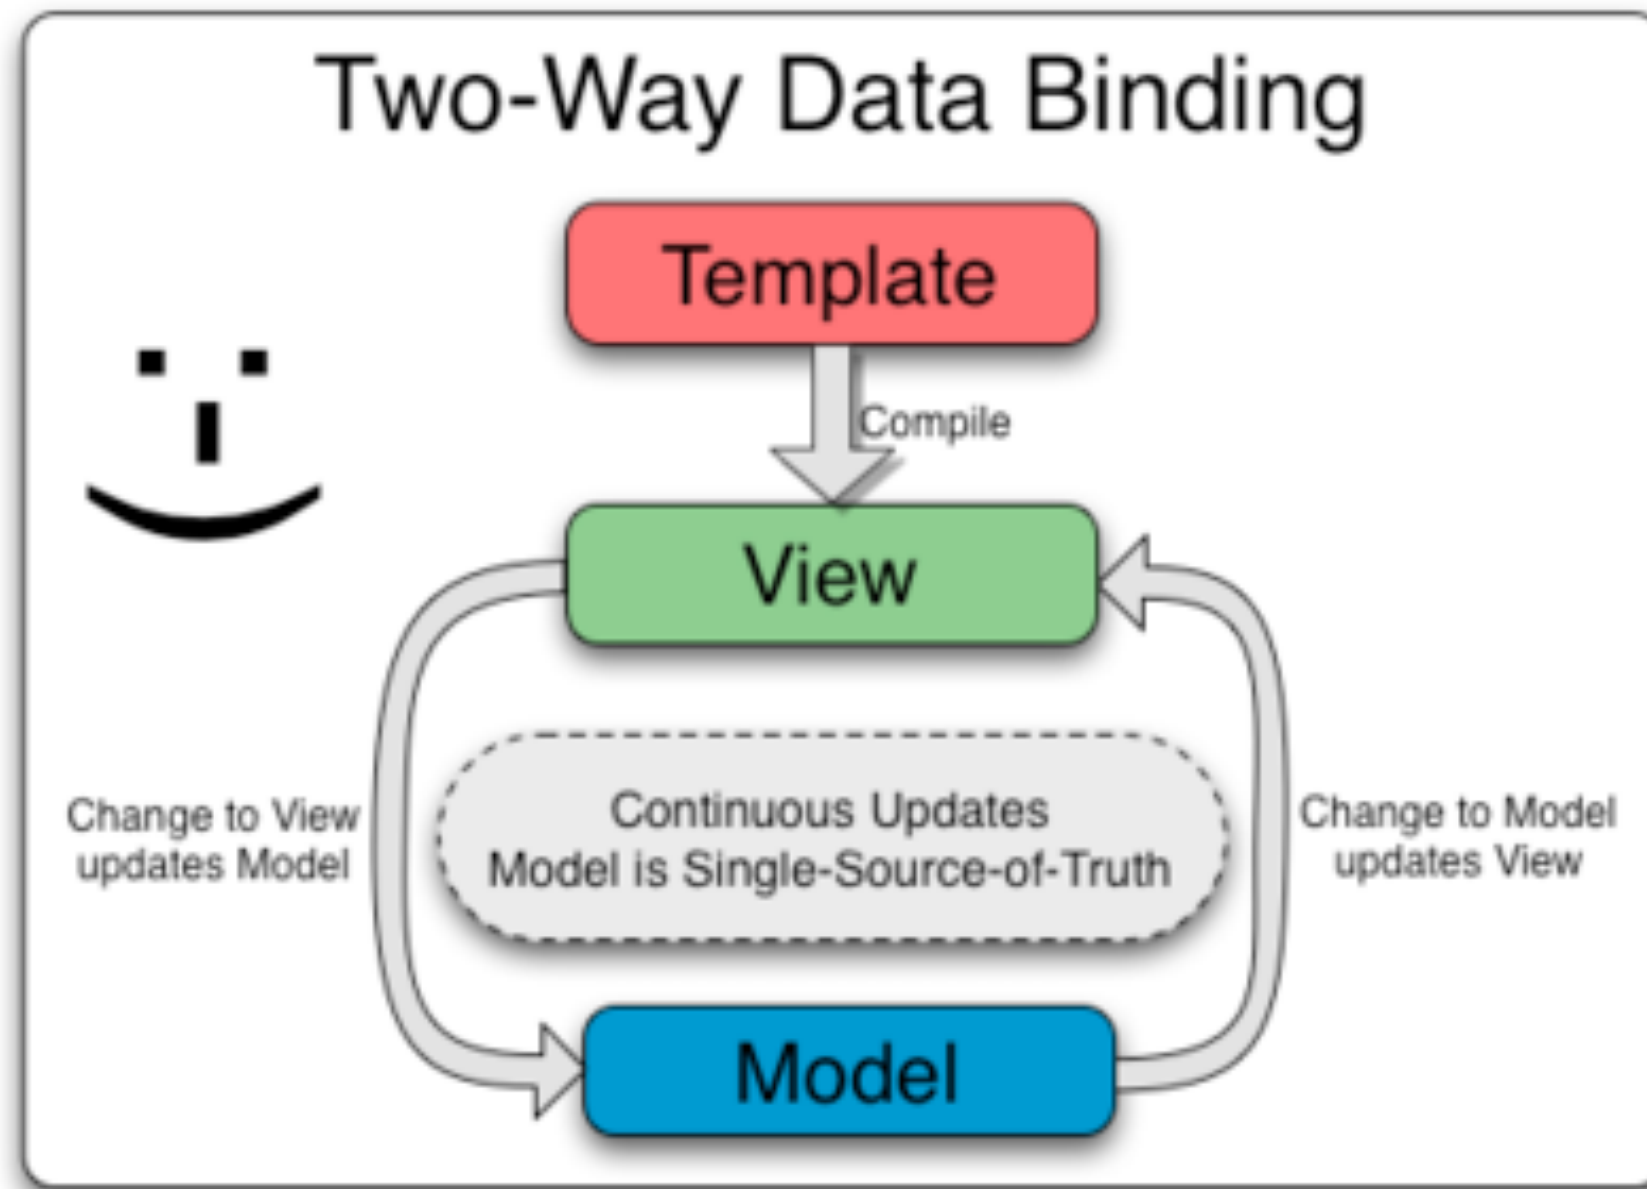 Two-Way Data Binding
Template
Compile
View
Change to View
updates Model
Continuous Updates
Model is Single-Source-of-Truth
Change to Model
updates View
Model